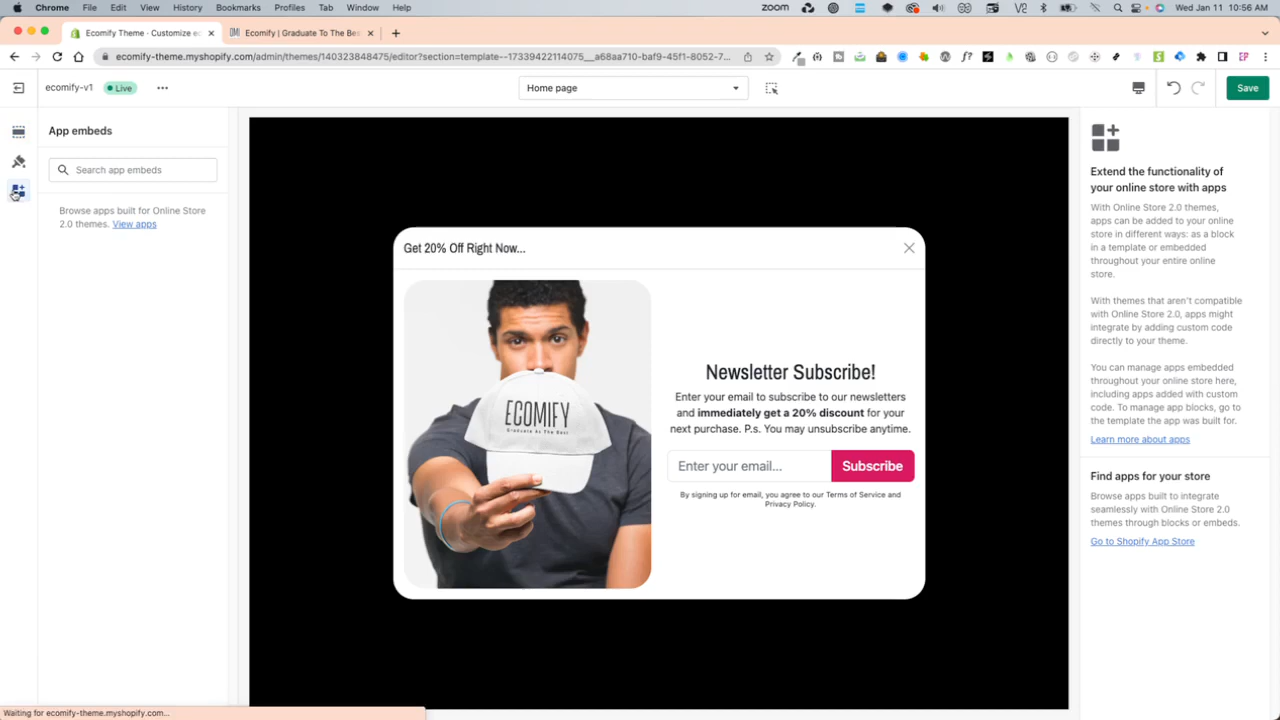 Chrome File Edit View History Bookmarks Profiles Tab Window Help
zoom
Wed Jan 11 10:56 AM
Ecomify Theme · Customize ec
Ecomify | Graduate To The Bes
ecomify-theme.myshopify.com/admin/themes/140323848475/editor?section=template--17339422114075__a68aa710-baf9-45f1-8052-7...
ecomify-v1
Live
Home page
Save
App embeds
Search app embeds
Browse apps built for Online Store
2.0 themes. View apps
Get 20% Off Right Now...
ECOMIFY
Graduate As The Best
Newsletter Subscribe!
Enter your email to subscribe to our newsletters
and immediately get a 20% discount for your
next purchase. P.s. You may unsubscribe anytime.
Enter your email...
Subscribe
By signing up for email, you agree to our Terms of Service and
Privacy Policy.
Extend the functionality of
your online store with apps
With Online Store 2.0 themes,
apps can be added to your online
store in different ways: as a block
in a template or embedded
throughout your entire online
store.
With themes that aren't compatible
with Online Store 2.0, apps might
integrate by adding custom code
directly to your theme.
You can manage apps embedded
throughout your online store here,
including apps added with custom
code. To manage app blocks, go to
the template the app was built for.
Learn more about apps
Find apps for your store
Browse apps built to integrate
seamlessly with Online Store 2.0
themes through blocks or embeds.
Go to Shopify App Store
Waiting for ecomify-theme.myshopify.com...